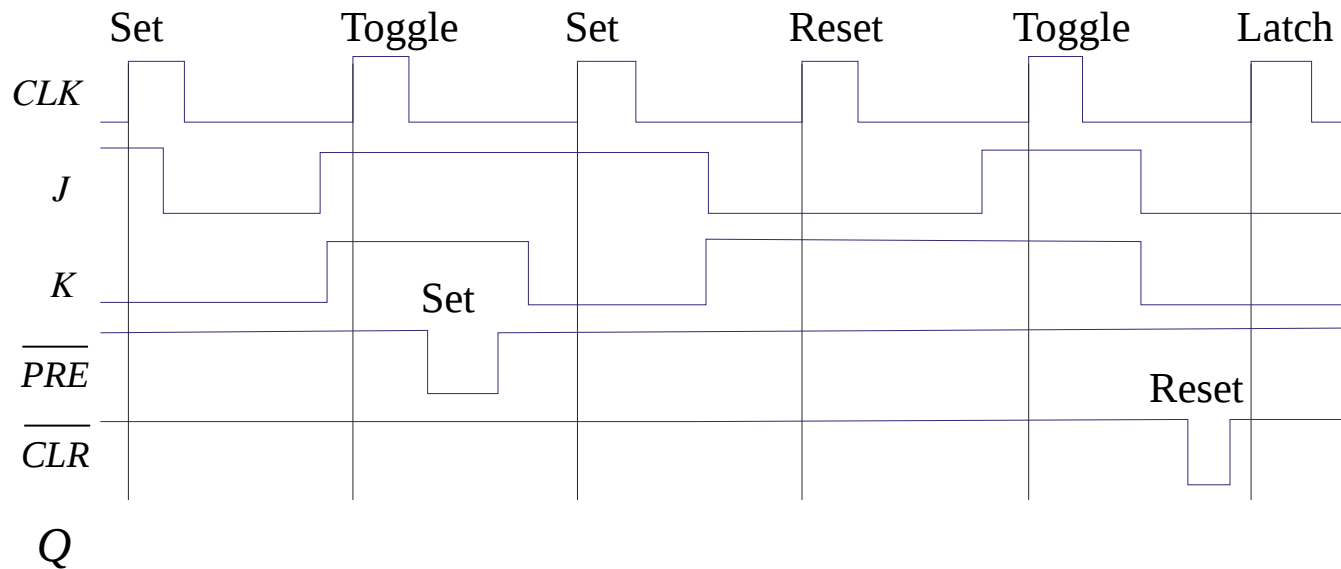 Set Toggle Set Reset Toggle Latch
CLK
J
K
Set
PRE
Reset
CLR
Q